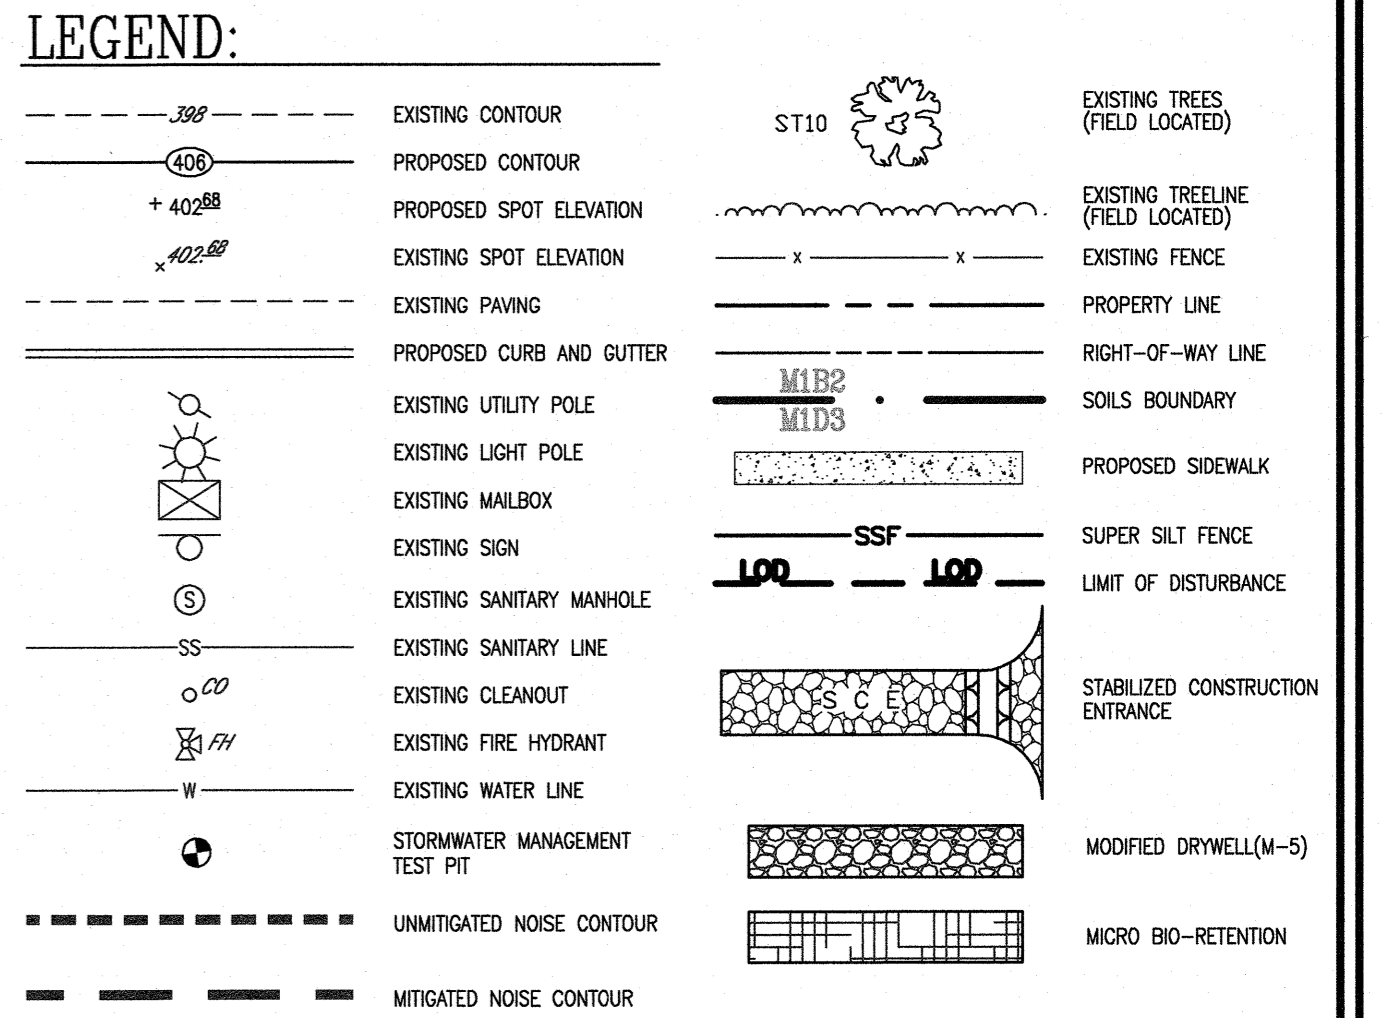 LEGEND:
398 EXISTING CONTOUR
406 PROPOSED CONTOUR
+ 40268 PROPOSED SPOT ELEVATION
x 402.68 EXISTING SPOT ELEVATION
EXISTING PAVING
PROPOSED CURB AND GUTTER
EXISTING UTILITY POLE
EXISTING LIGHT POLE
EXISTING MAILBOX
EXISTING SIGN
S EXISTING SANITARY MANHOLE
SS EXISTING SANITARY LINE
CO EXISTING CLEANOUT
FH EXISTING FIRE HYDRANT
W EXISTING WATER LINE
STORMWATER MANAGEMENT
TEST PIT
UNMITIGATED NOISE CONTOUR
MITIGATED NOISE CONTOUR
ST10 EXISTING TREES
(FIELD LOCATED)
EXISTING TREELINE
(FIELD LOCATED)
x x EXISTING FENCE
PROPERTY LINE
RIGHT-OF-WAY LINE
M1B2
SOILS BOUNDARY
M1D3
PROPOSED SIDEWALK
SSF SUPER SILT FENCE
LOD LOD LIMIT OF DISTURBANCE
S C E STABILIZED CONSTRUCTION
ENTRANCE
MODIFIED DRYWELL(M-5)
MICRO BIO-RETENTION